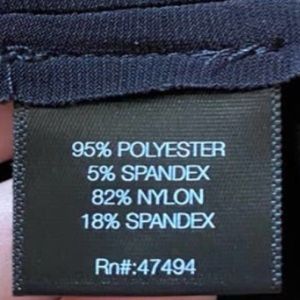 95% POLYESTER
5% SPANDEX
82% NYLON
18% SPANDEX
Rn#:47494